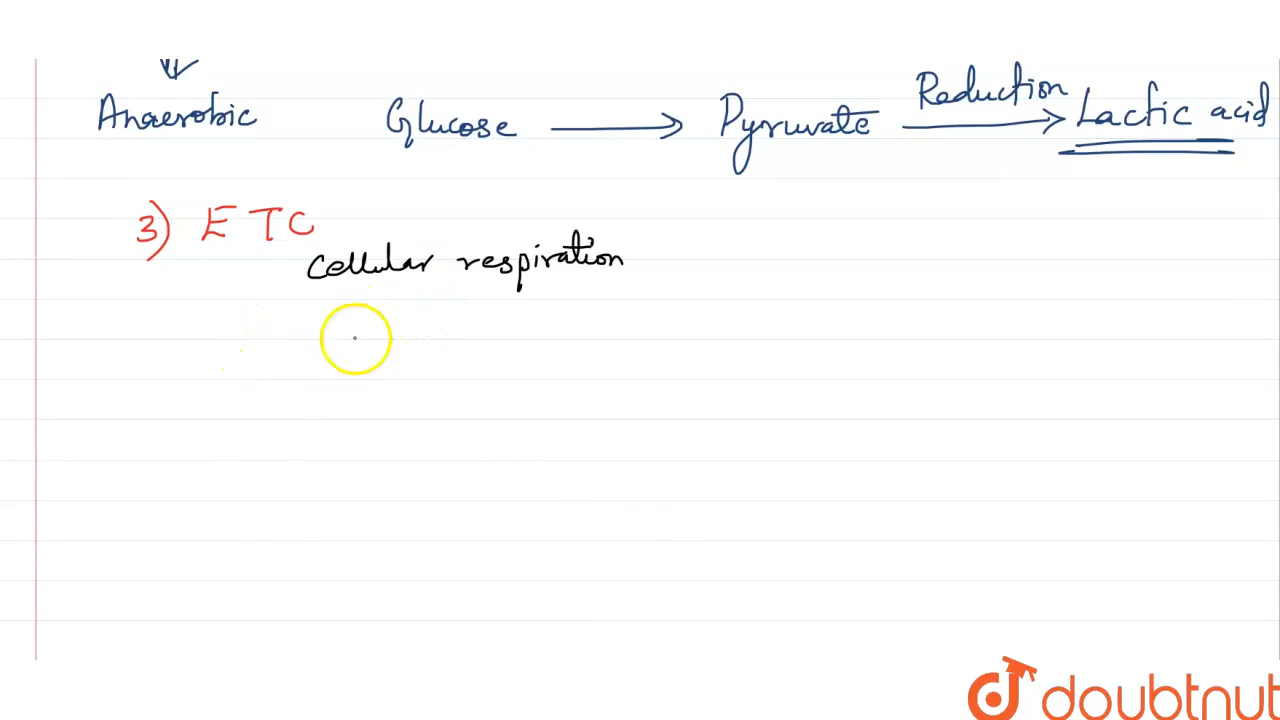 Reduction
Anaerobic Glucose → Pyruvate → Lactic acid
3) ETC
cellular respiration
doubtnut